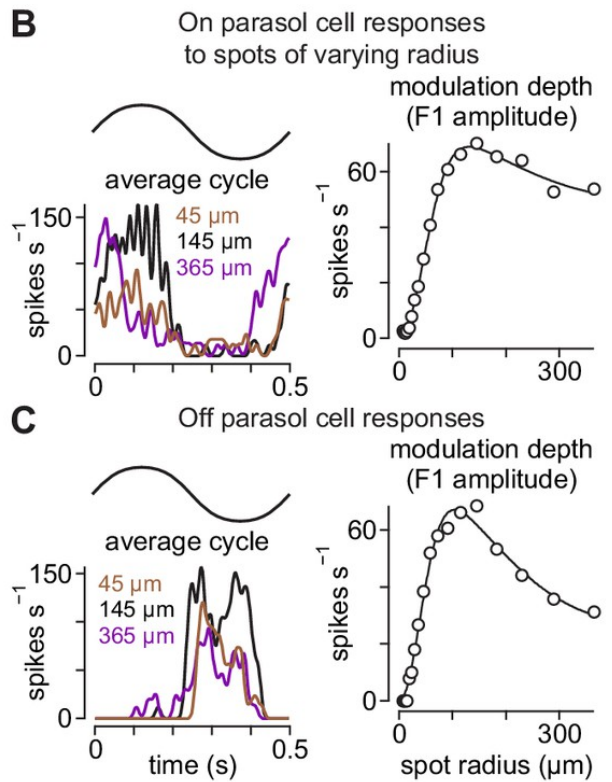 B
On parasol cell responses
to spots of varying radius
average cycle
spikes s⁻¹
150
0
45 µm
145 µm
365 µm
0
0.5
modulation depth
(F1 amplitude)
spikes s⁻¹
60
0
0
300
C
Off parasol cell responses
average cycle
spikes s⁻¹
150
0
45 µm
145 µm
365 µm
0
0.5
time (s)
modulation depth
(F1 amplitude)
spikes s⁻¹
60
0
0
300
spot radius (µm)